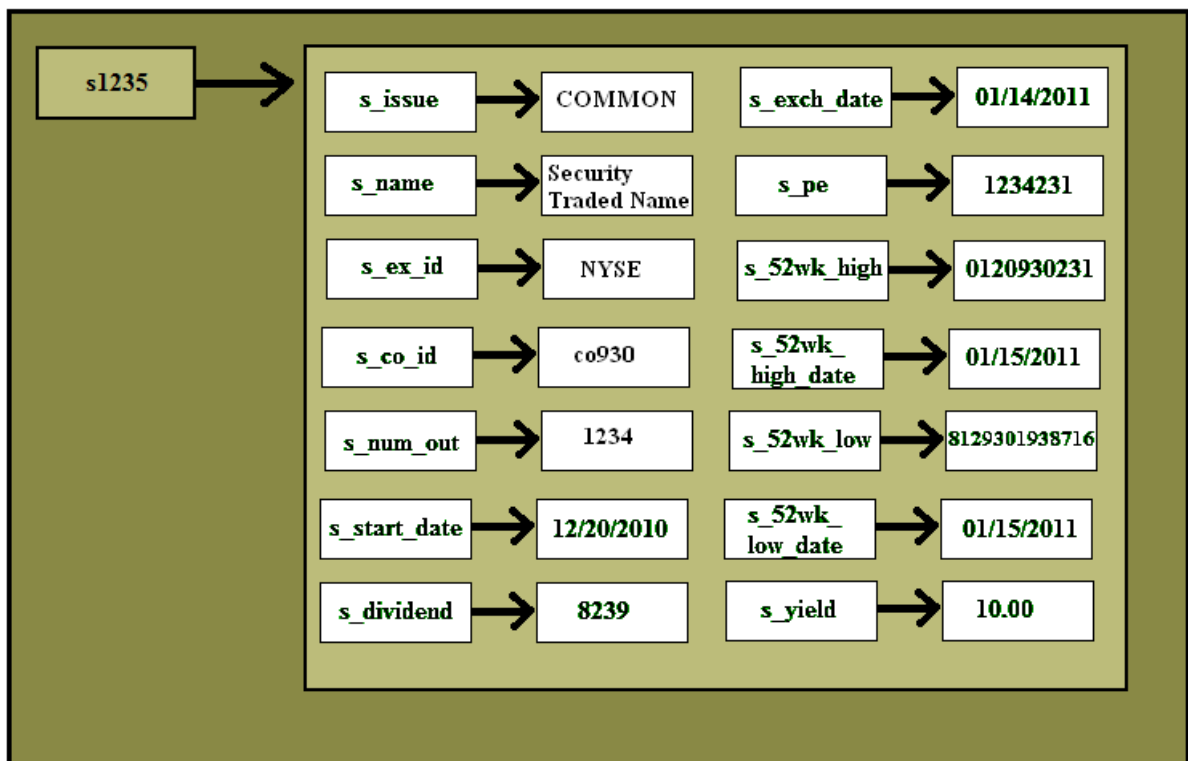 s1235
s_issue
COMMON
s_exch_date
01/14/2011
s_name
Security
Traded Name
s_pe
1234231
s_ex_id
NYSE
s_52wk_high
0120930231
s_co_id
co930
s_52wk_
high_date
01/15/2011
s_num_out
1234
s_52wk_low
8129301938716
s_start_date
12/20/2010
s_52wk_
low_date
01/15/2011
s_dividend
8239
s_yield
10.00